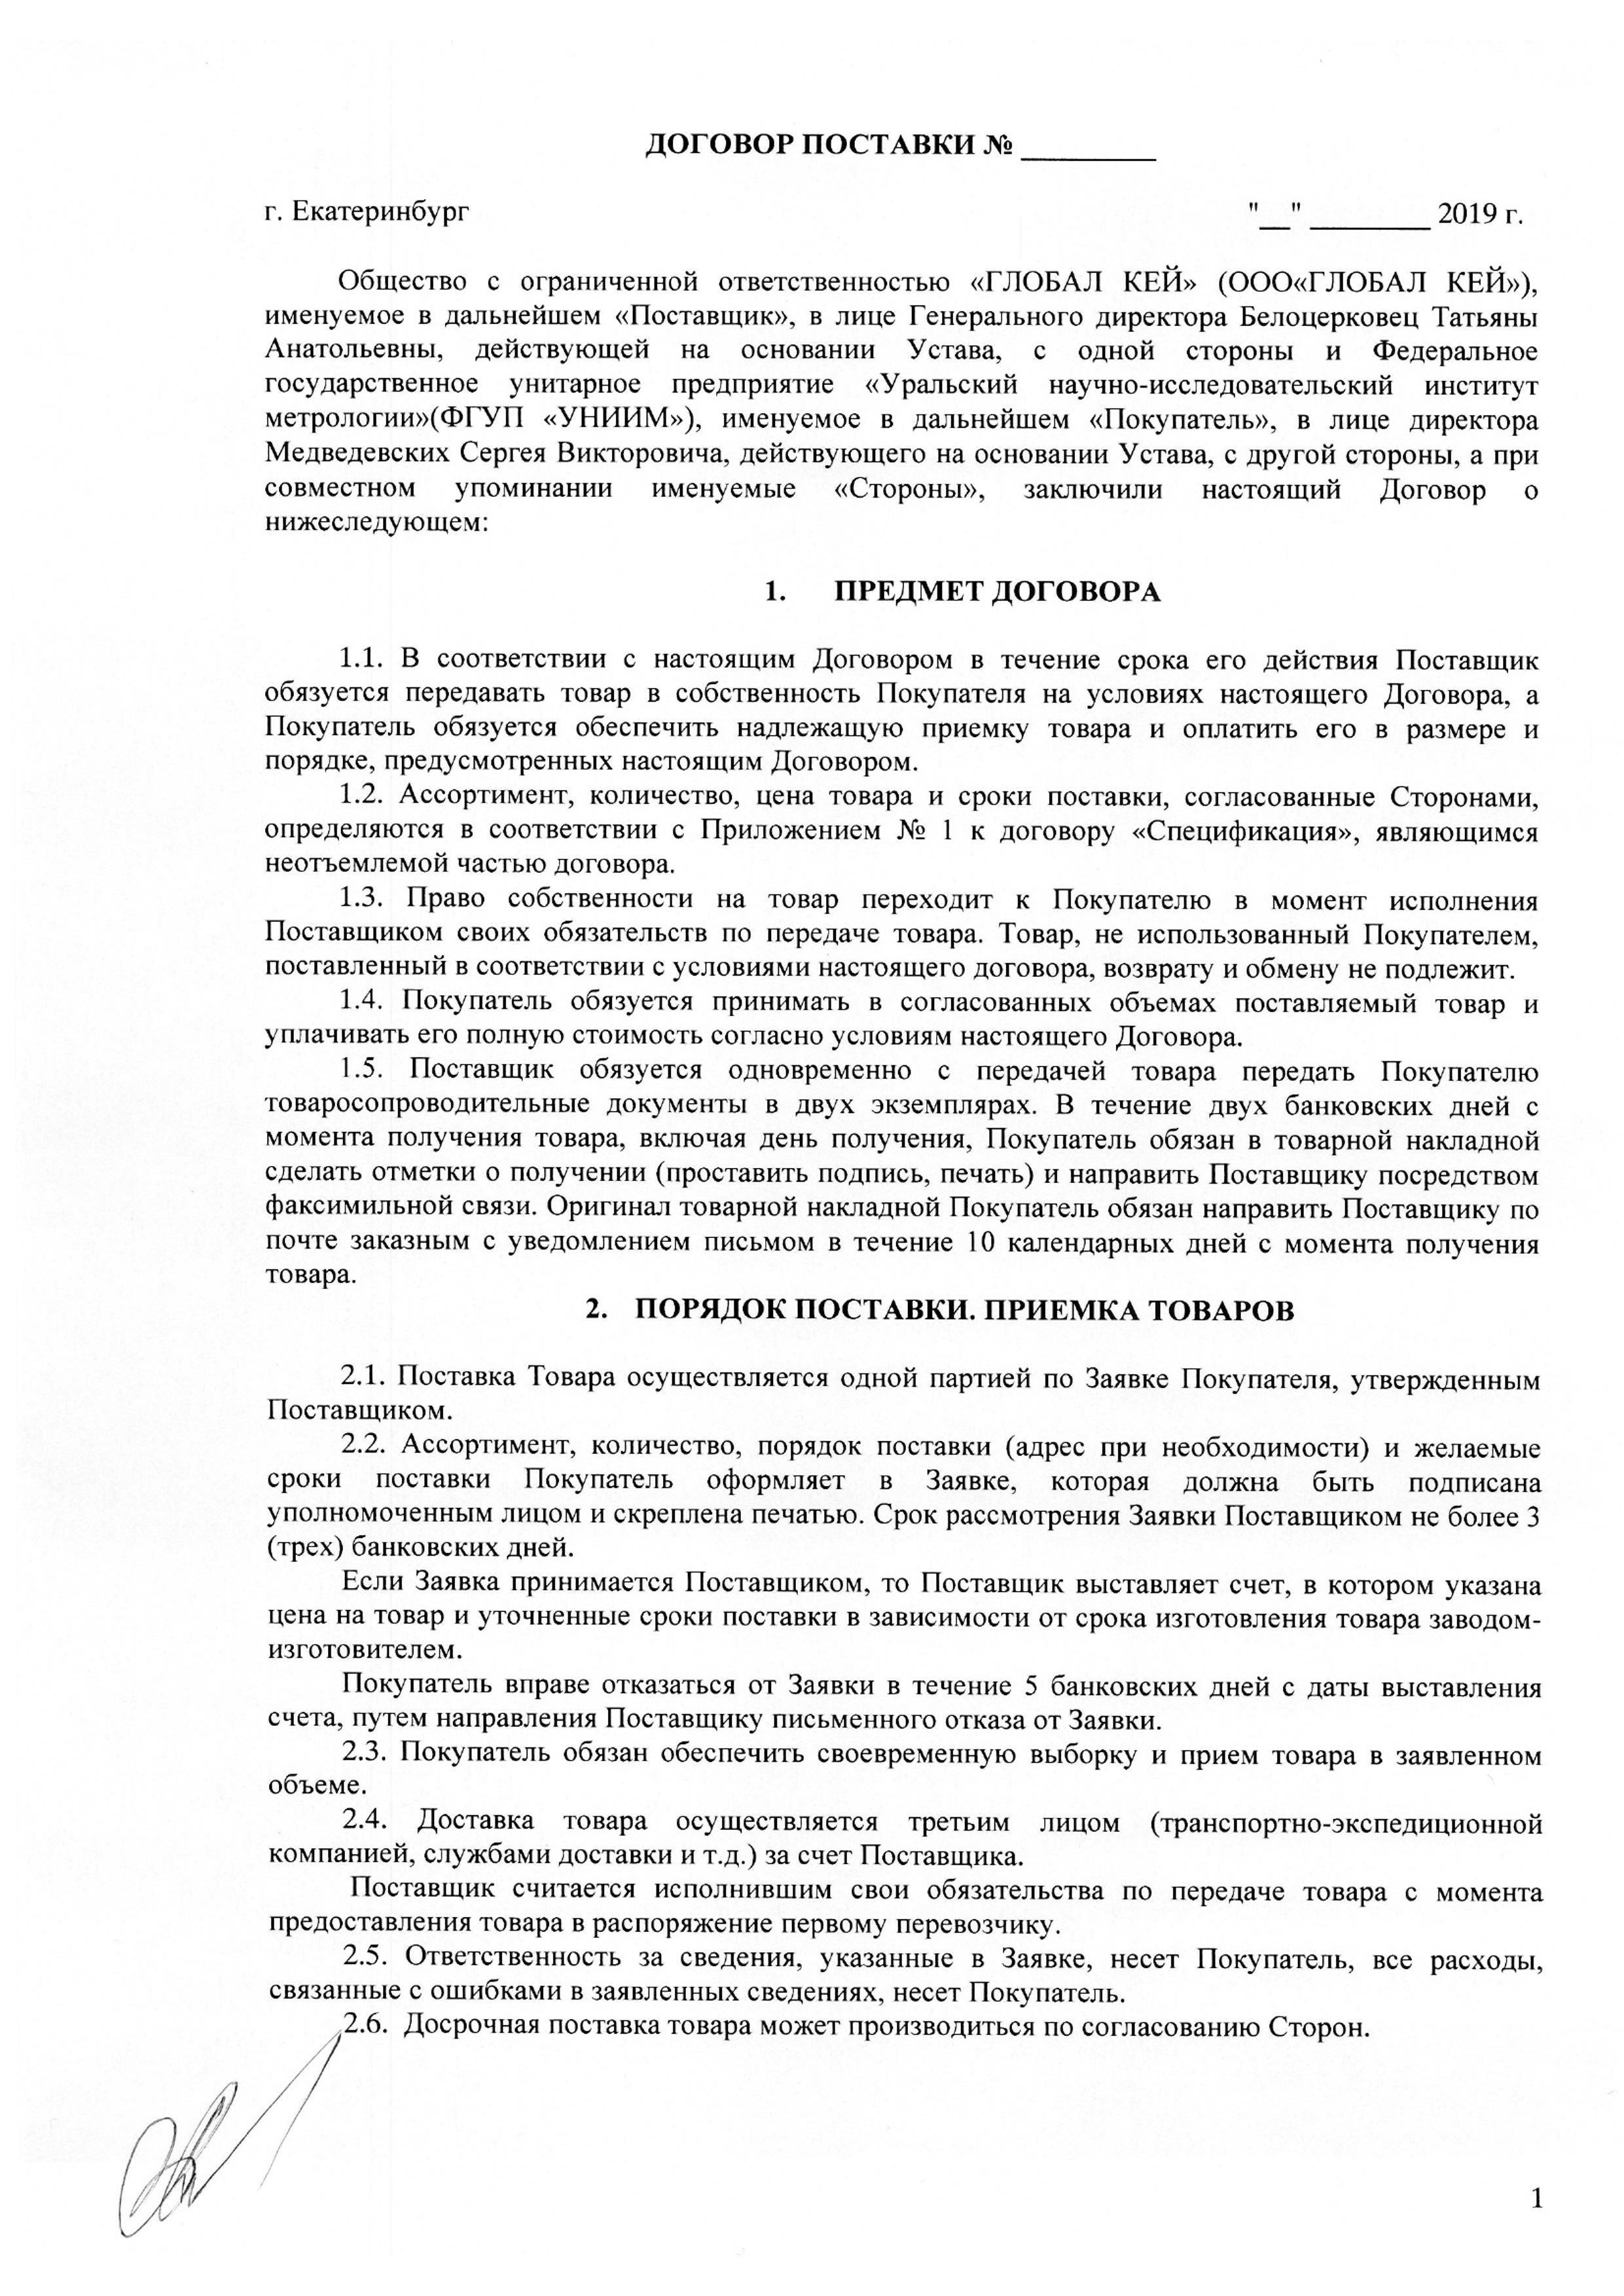 ДОГОВОР ПОСТАВКИ № _________
г. Екатеринбург "__" ________ 2019 г.
Общество с ограниченной ответственностью «ГЛОБАЛ КЕЙ» (ООО«ГЛОБАЛ КЕЙ»),
именуемое в дальнейшем «Поставщик», в лице Генерального директора Белоцерковец Татьяны
Анатольевны, действующей на основании Устава, с одной стороны и Федеральное
государственное унитарное предприятие «Уральский научно-исследовательский институт
метрологии»(ФГУП «УНИИМ»), именуемое в дальнейшем «Покупатель», в лице директора
Медведевских Сергея Викторовича, действующего на основании Устава, с другой стороны, а при
совместном упоминании именуемые «Стороны», заключили настоящий Договор о
нижеследующем:
1. ПРЕДМЕТ ДОГОВОРА
1.1. В соответствии с настоящим Договором в течение срока его действия Поставщик
обязуется передавать товар в собственность Покупателя на условиях настоящего Договора, а
Покупатель обязуется обеспечить надлежащую приемку товара и оплатить его в размере и
порядке, предусмотренных настоящим Договором.
1.2. Ассортимент, количество, цена товара и сроки поставки, согласованные Сторонами,
определяются в соответствии с Приложением № 1 к договору «Спецификация», являющимся
неотъемлемой частью договора.
1.3. Право собственности на товар переходит к Покупателю в момент исполнения
Поставщиком своих обязательств по передаче товара. Товар, не использованный Покупателем,
поставленный в соответствии с условиями настоящего договора, возврату и обмену не подлежит.
1.4. Покупатель обязуется принимать в согласованных объемах поставляемый товар и
уплачивать его полную стоимость согласно условиям настоящего Договора.
1.5. Поставщик обязуется одновременно с передачей товара передать Покупателю
товаросопроводительные документы в двух экземплярах. В течение двух банковских дней с
момента получения товара, включая день получения, Покупатель обязан в товарной накладной
сделать отметки о получении (проставить подпись, печать) и направить Поставщику посредством
факсимильной связи. Оригинал товарной накладной Покупатель обязан направить Поставщику по
почте заказным с уведомлением письмом в течение 10 календарных дней с момента получения
товара.
2. ПОРЯДОК ПОСТАВКИ. ПРИЕМКА ТОВАРОВ
2.1. Поставка Товара осуществляется одной партией по Заявке Покупателя, утвержденным
Поставщиком.
2.2. Ассортимент, количество, порядок поставки (адрес при необходимости) и желаемые
сроки поставки Покупатель оформляет в Заявке, которая должна быть подписана
уполномоченным лицом и скреплена печатью. Срок рассмотрения Заявки Поставщиком не более 3
(трех) банковских дней.
Если Заявка принимается Поставщиком, то Поставщик выставляет счет, в котором указана
цена на товар и уточненные сроки поставки в зависимости от срока изготовления товара заводом-
изготовителем.
Покупатель вправе отказаться от Заявки в течение 5 банковских дней с даты выставления
счета, путем направления Поставщику письменного отказа от Заявки.
2.3. Покупатель обязан обеспечить своевременную выборку и прием товара в заявленном
объеме.
2.4. Доставка товара осуществляется третьим лицом (транспортно-экспедиционной
компанией, службами доставки и т.д.) за счет Поставщика.
Поставщик считается исполнившим свои обязательства по передаче товара с момента
предоставления товара в распоряжение первому перевозчику.
2.5. Ответственность за сведения, указанные в Заявке, несет Покупатель, все расходы,
связанные с ошибками в заявленных сведениях, несет Покупатель.
2.6. Досрочная поставка товара может производиться по согласованию Сторон.
1